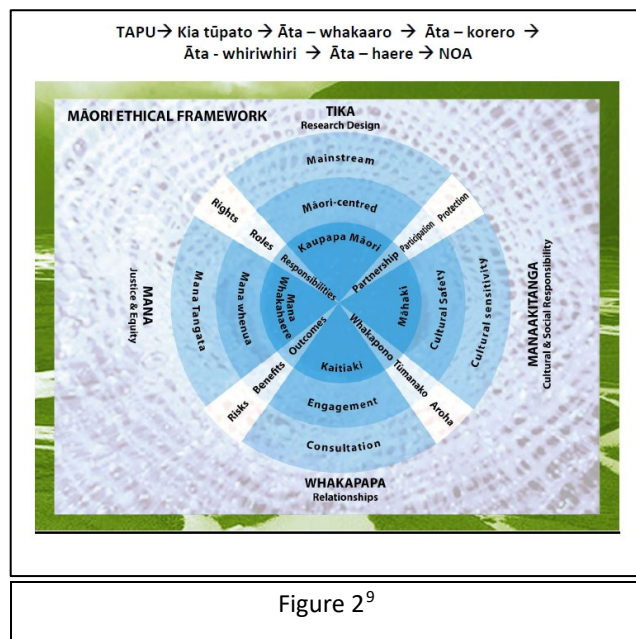 TAPU→ Kia tūpato → Āta – whakaaro → Āta - korero →
Āta - whiriwhiri → Āta – haere → NOA
MĀORI ETHICAL FRAMEWORK
TIKA
Research Design
Mainstream
Māori-centred
Kaupapa Māori
Rights
Roles
Responsibilities
Partnership
Participation
Protection
MANA
Justice & Equity
Mana Tangata
Mana whenua
Mana
Whakahaere
Māhaki
Cultural Safety
Cultural sensitivity
MANAAKITANGA
Cultural & Social Responsibility
Outcomes
Benefits
Risks
Whakapono
Tūmanako
Aroha
Kaitiaki
Engagement
Consultation
WHAKAPAPA
Relationships
Figure 2⁹